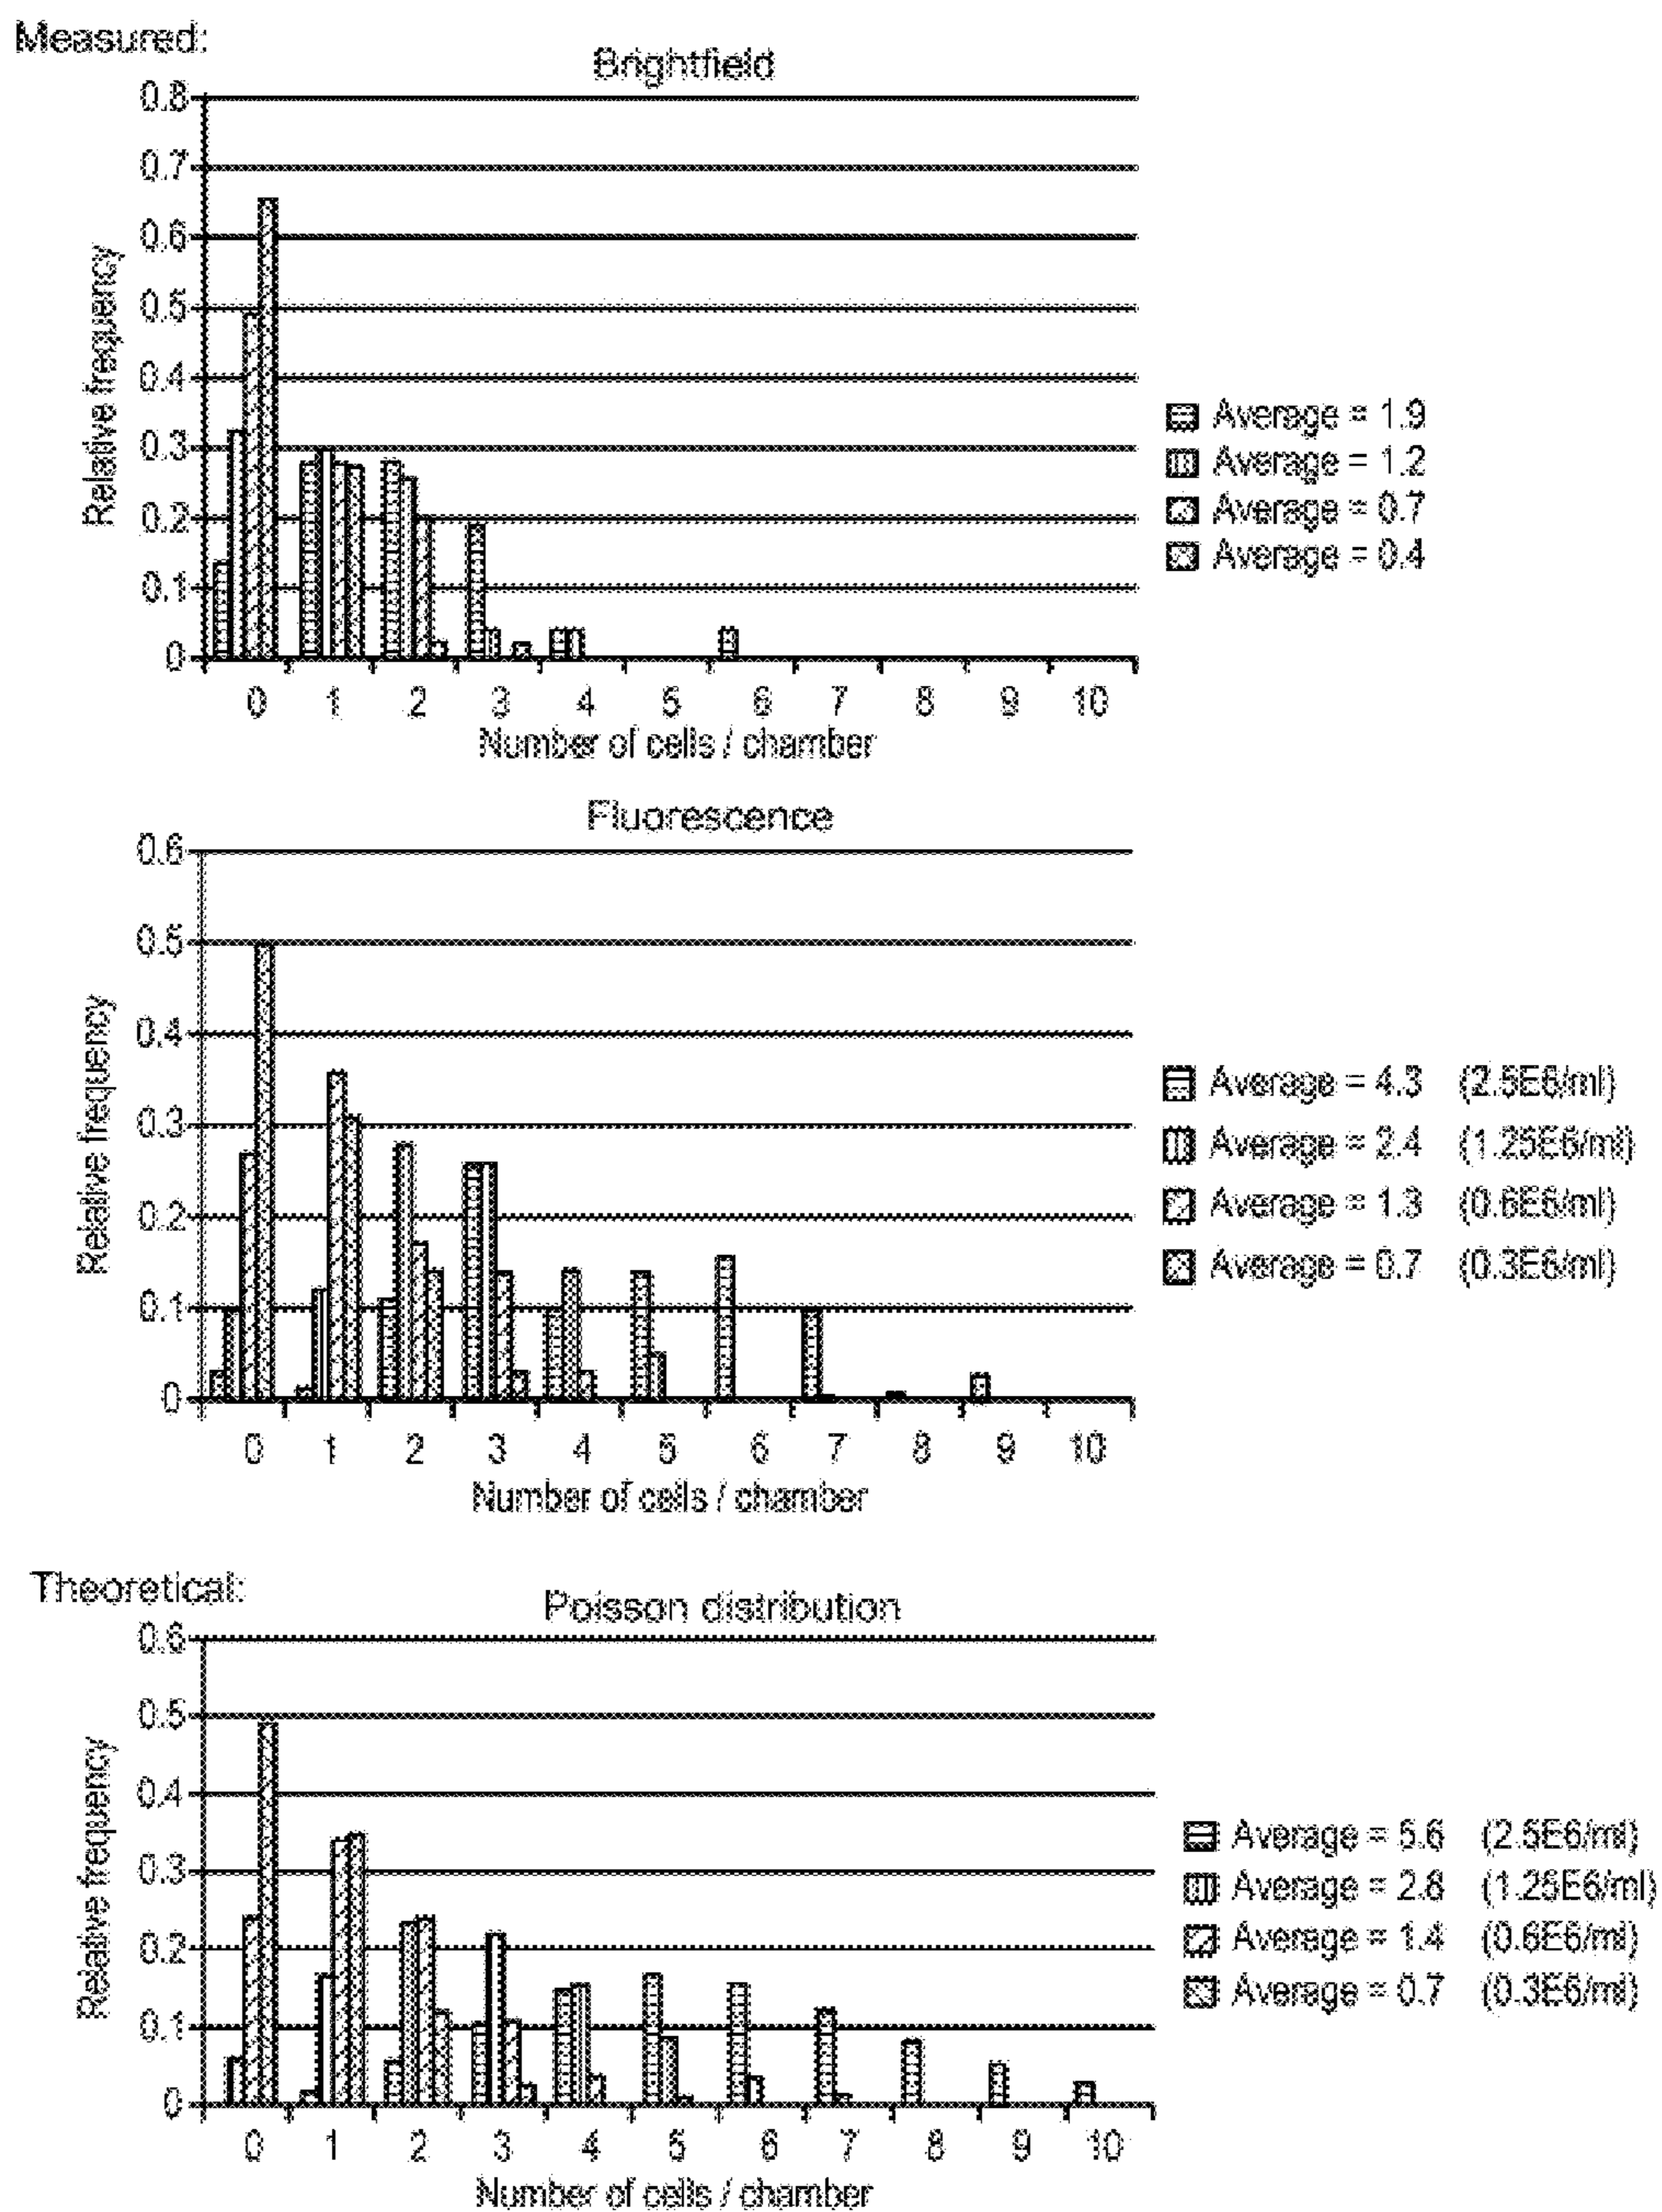 Measured:
Brightfield
0.8
0.7
0.6
0.5
0.4
0.3
0.2
0.1
0
Relative frequency
0 1 2 3 4 5 6 7 8 9 10
Number of cells / chamber
Average = 1.9
Average = 1.2
Average = 0.7
Average = 0.4
Fluorescence
0.6
0.5
0.4
0.3
0.2
0.1
0
Relative frequency
0 1 2 3 4 5 6 7 8 9 10
Number of cells / chamber
Average = 4.3 (2.5E6/ml)
Average = 2.4 (1.25E6/ml)
Average = 1.3 (0.6E6/ml)
Average = 0.7 (0.3E6/ml)
Theoretical:
Poisson distribution
0.6
0.5
0.4
0.3
0.2
0.1
0
Relative frequency
0 1 2 3 4 5 6 7 8 9 10
Number of cells / chamber
Average = 5.6 (2.5E6/ml)
Average = 2.8 (1.25E6/ml)
Average = 1.4 (0.6E6/ml)
Average = 0.7 (0.3E6/ml)